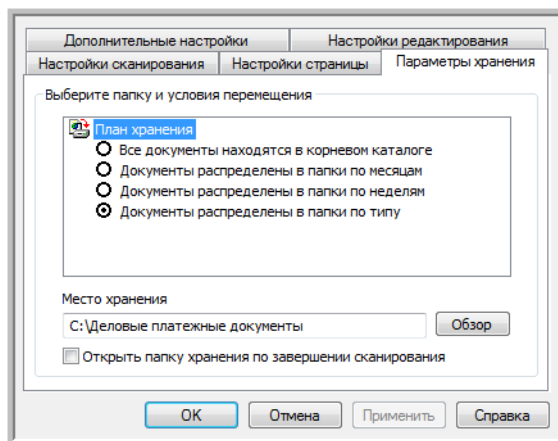 Дополнительные настройки
Настройки редактирования
Настройки сканирования
Настройки страницы
Параметры хранения
Выберите папку и условия перемещения
План хранения
Все документы находятся в корневом каталоге
Документы распределены в папки по месяцам
Документы распределены в папки по неделям
Документы распределены в папки по типу
Место хранения
C:\Деловые платежные документы
Обзор
Открыть папку хранения по завершении сканирования
OK
Отмена
Применить
Справка